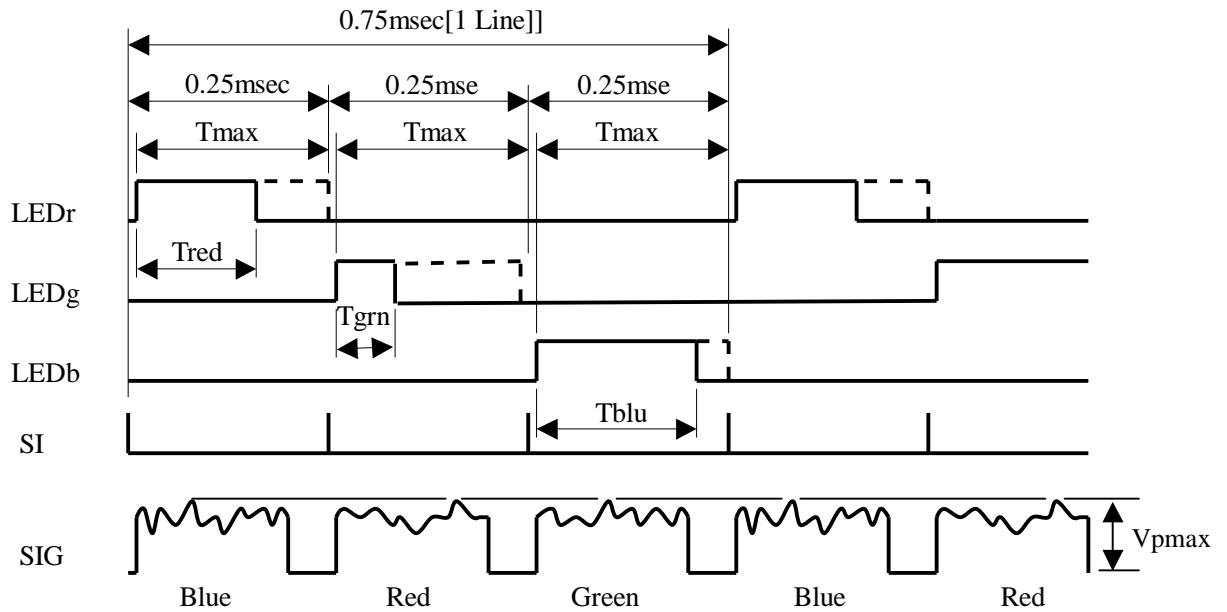 0.75msec[1 Line]]
0.25msec 0.25mse 0.25mse
Tmax Tmax Tmax
LEDr
Tred
LEDg
Tgrn
LEDb
Tblu
SI
SIG
Vpmax
Blue Red Green Blue Red